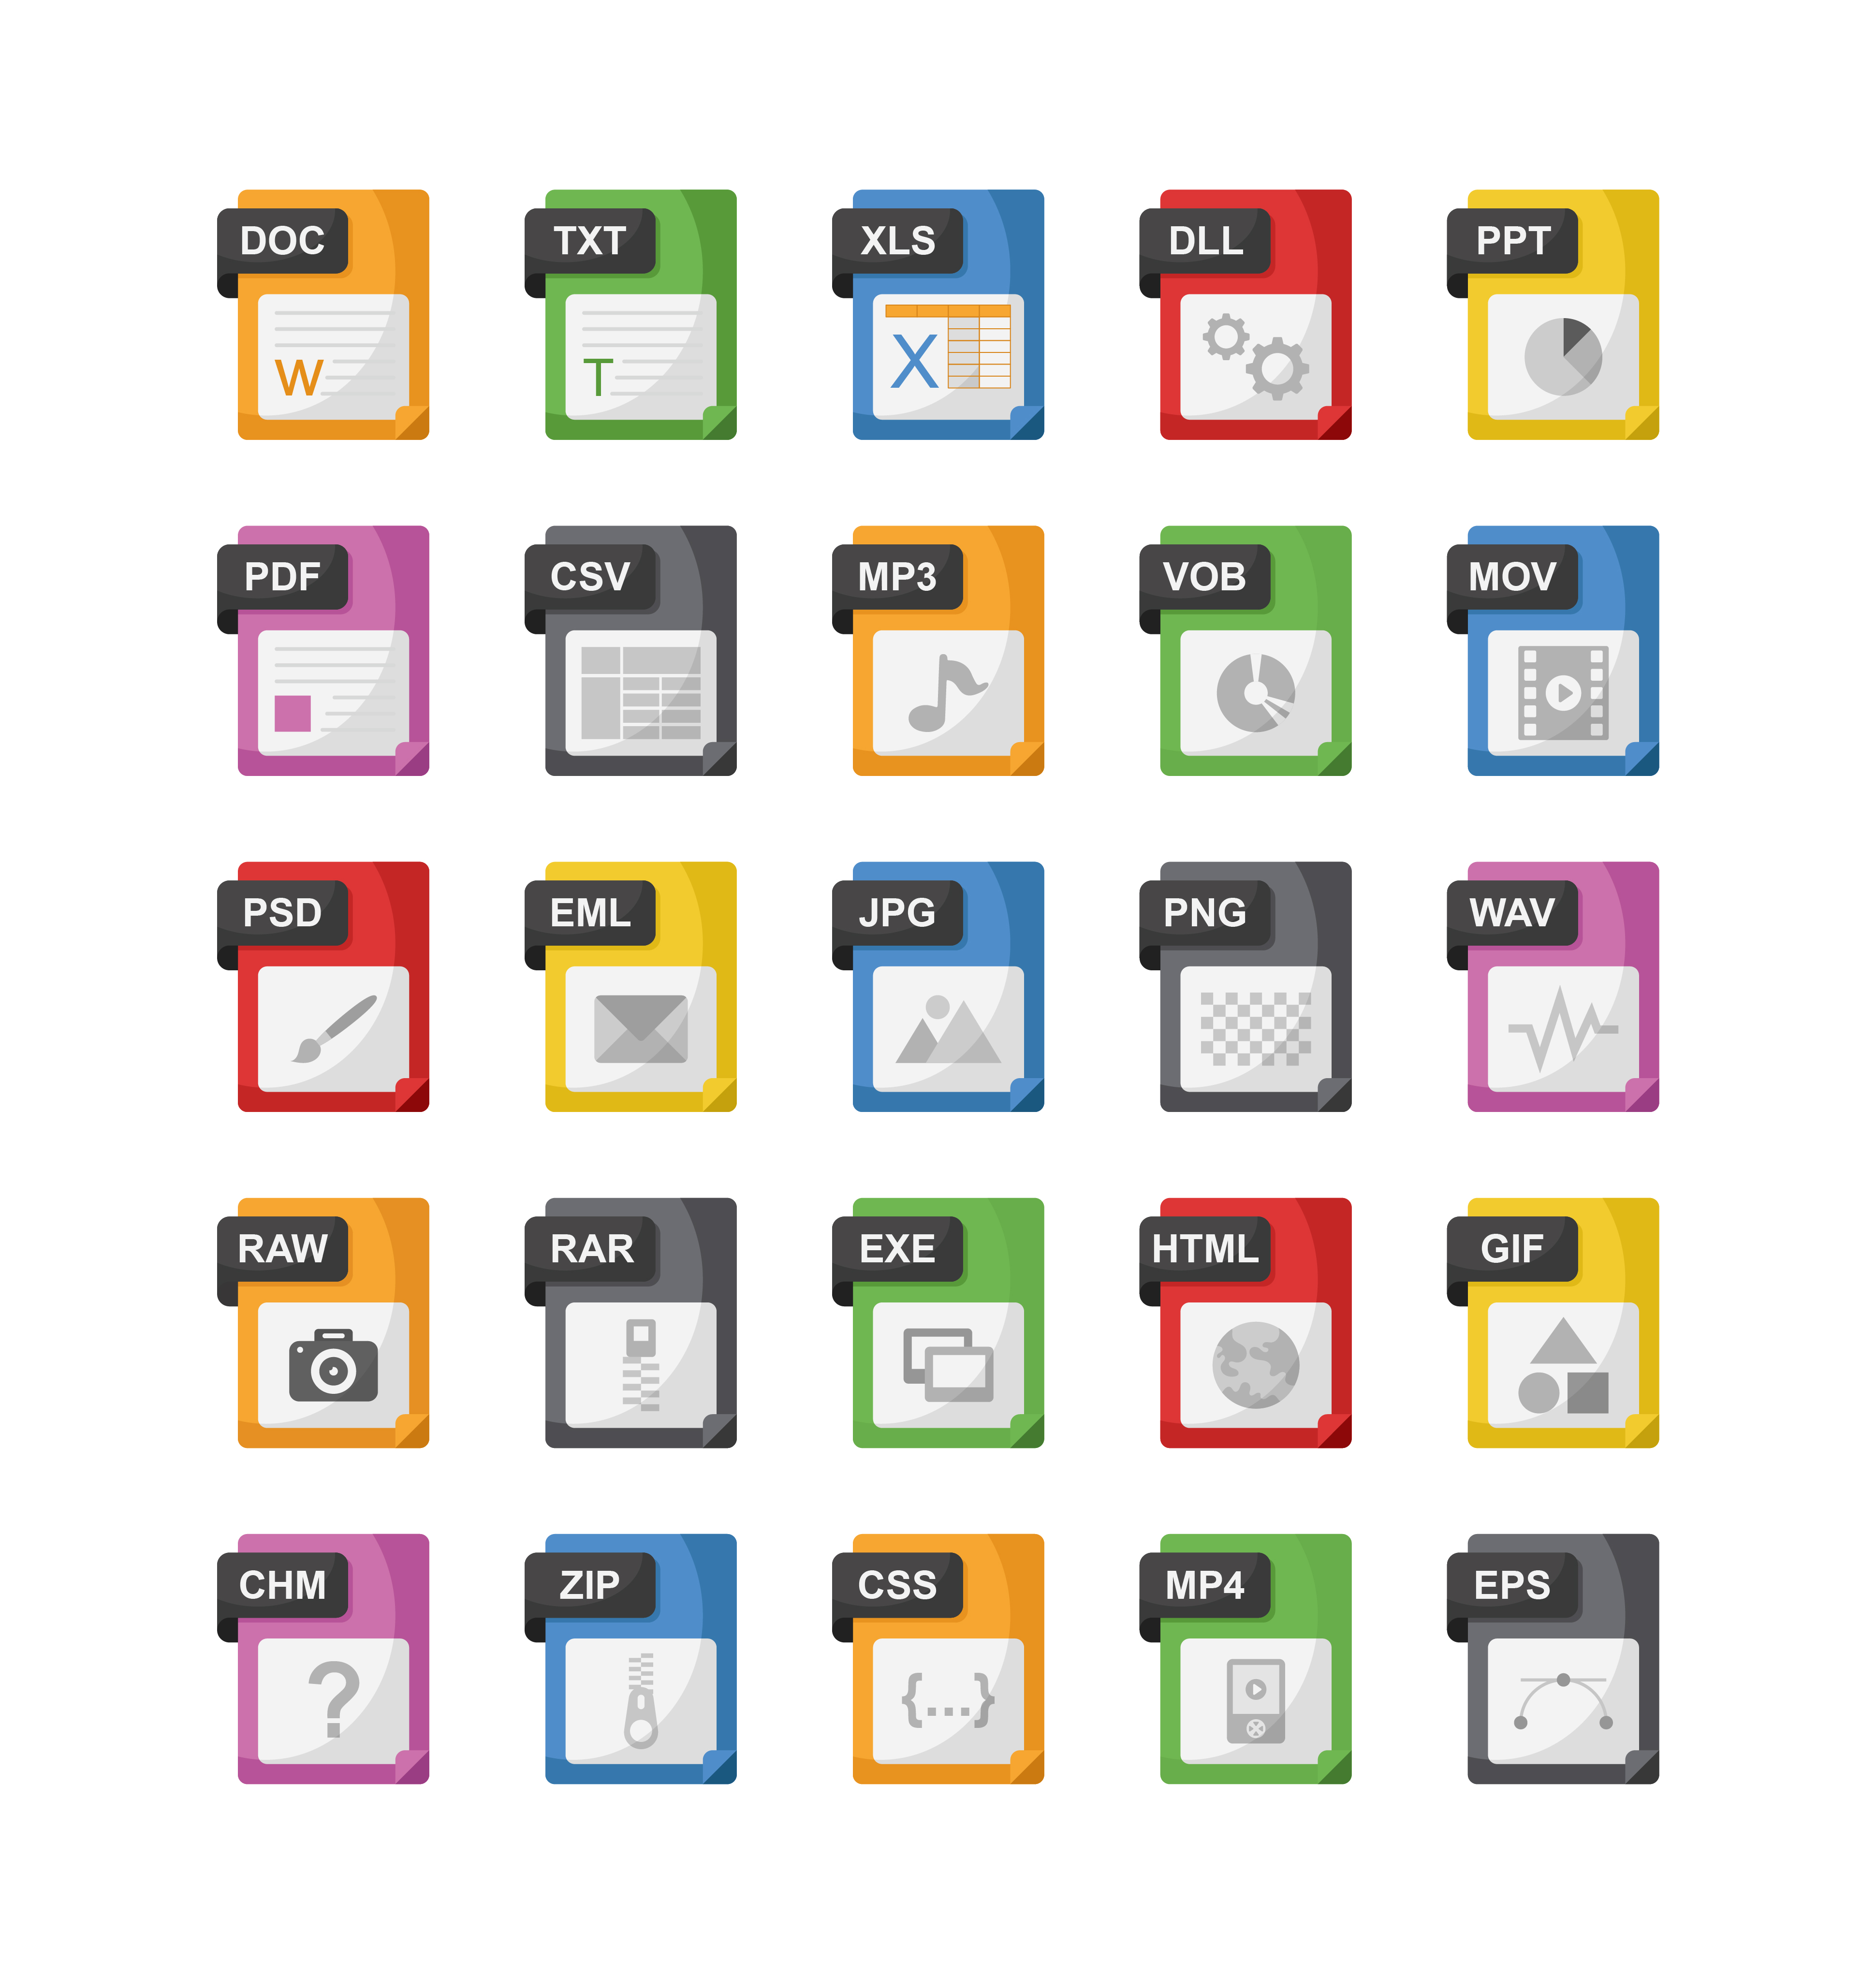 DOC
TXT
XLS
DLL
PPT
W
T
X
PDF
CSV
MP3
VOB
MOV
PSD
EML
JPG
PNG
WAV
RAW
RAR
EXE
HTML
GIF
CHM
ZIP
CSS
MP4
EPS
?
{...}